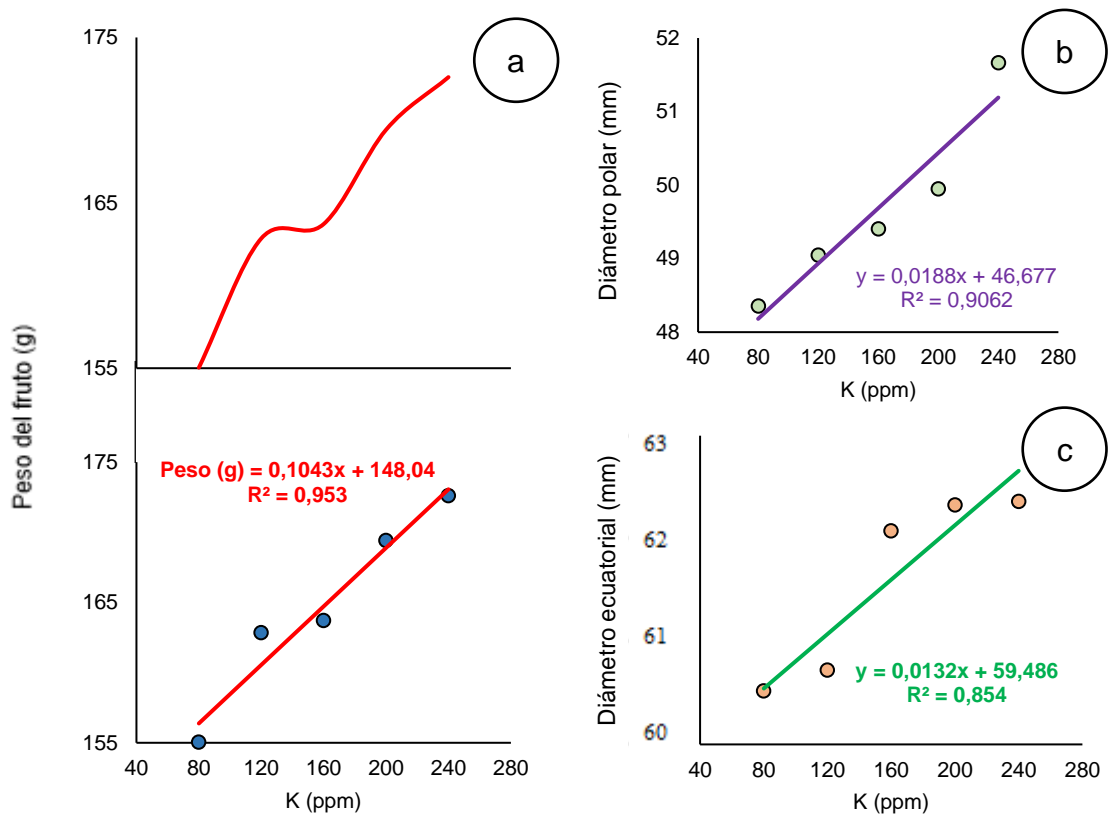 Peso del fruto (g)
175
165
155
a
175
165
155
Peso (g) = 0,1043x + 148,04
R² = 0,953
40 80 120 160 200 240 280
K (ppm)
Diámetro polar (mm)
52
51
50
49
48
b
y = 0,0188x + 46,677
R² = 0,9062
40 80 120 160 200 240 280
K (ppm)
Diámetro ecuatorial (mm)
63
62
61
60
c
y = 0,0132x + 59,486
R² = 0,854
40 80 120 160 200 240 280
K (ppm)